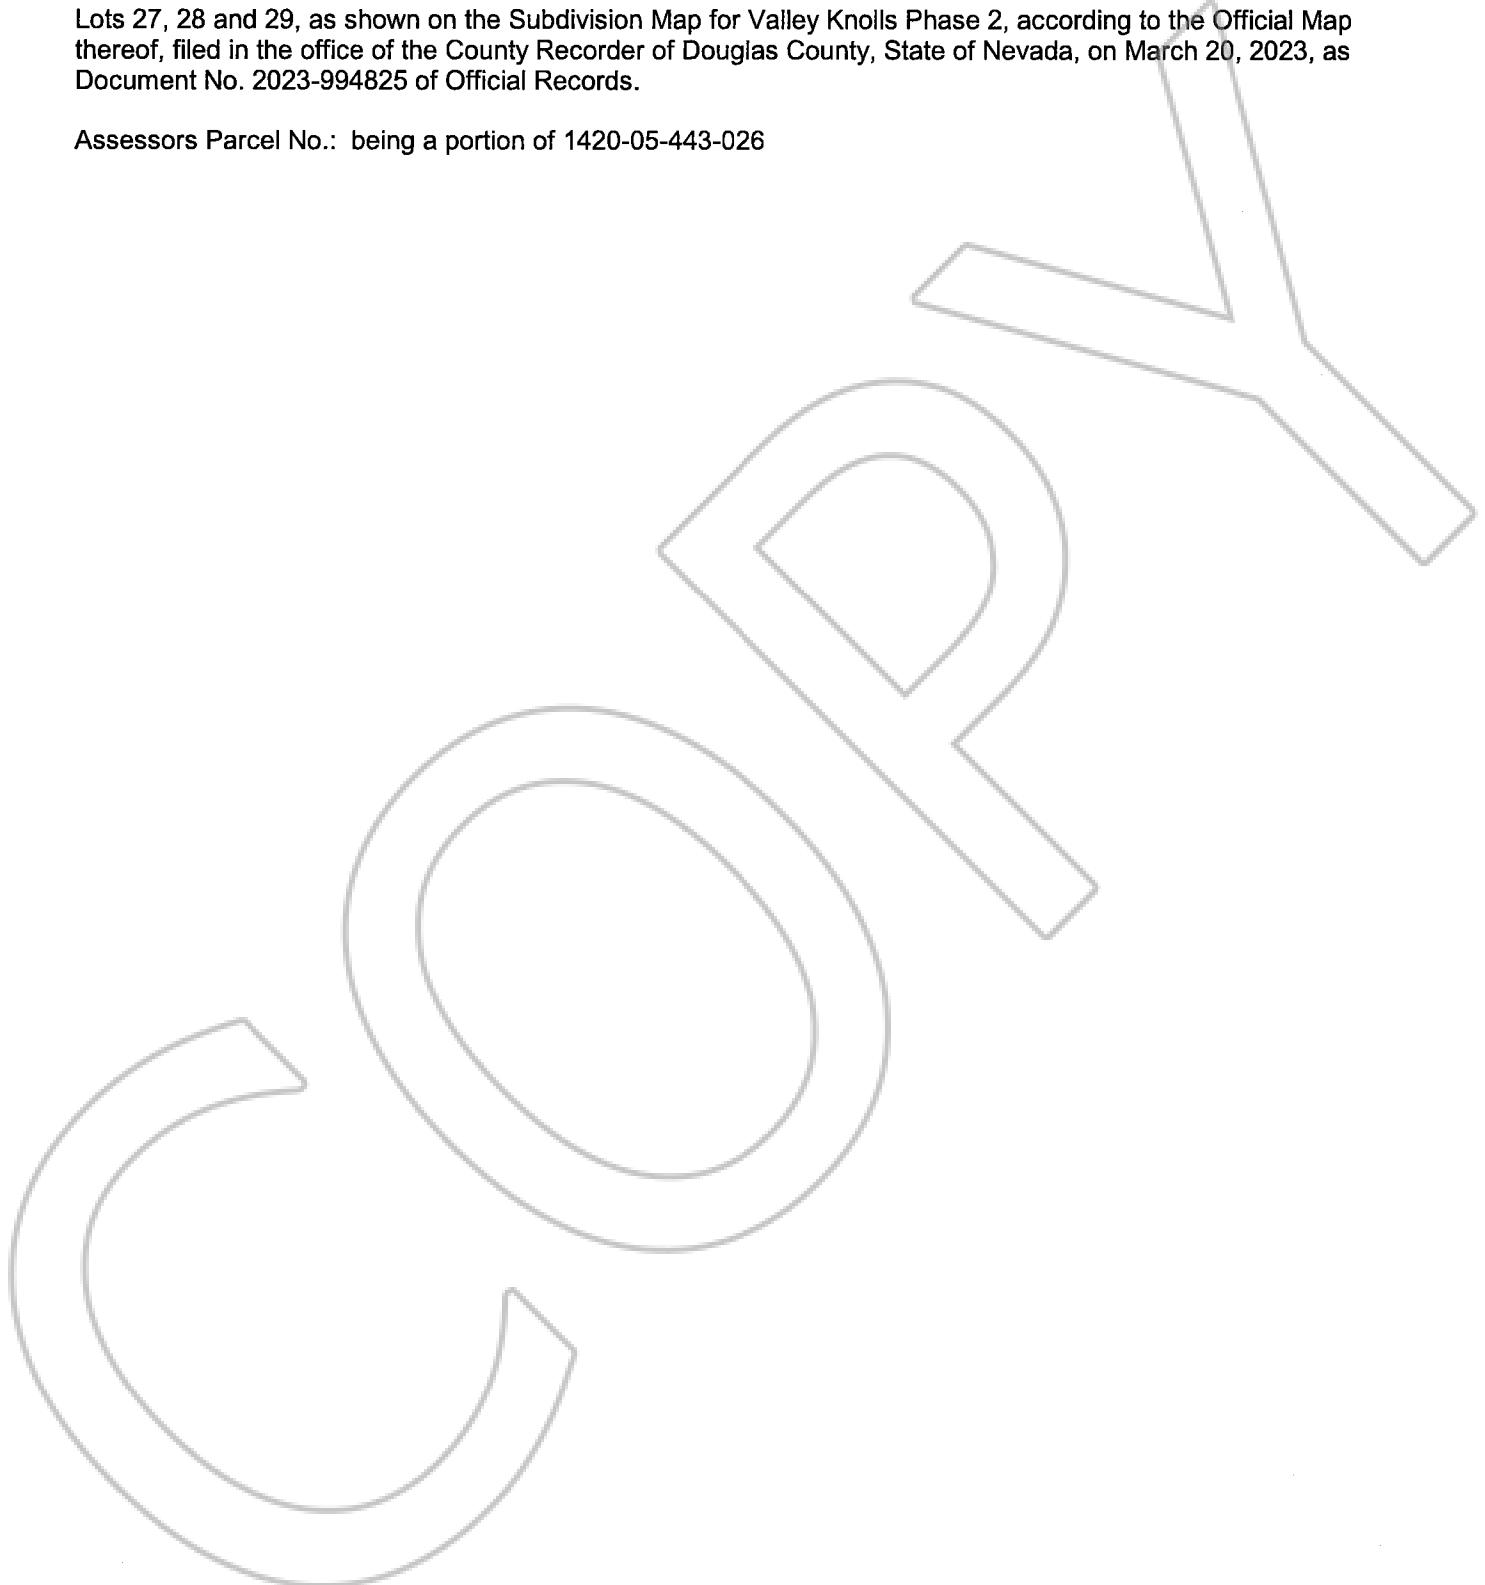 Lots 27, 28 and 29, as shown on the Subdivision Map for Valley Knolls Phase 2, according to the Official Map
thereof, filed in the office of the County Recorder of Douglas County, State of Nevada, on March 20, 2023, as
Document No. 2023-994825 of Official Records.
Assessors Parcel No.: being a portion of 1420-05-443-026
COPY